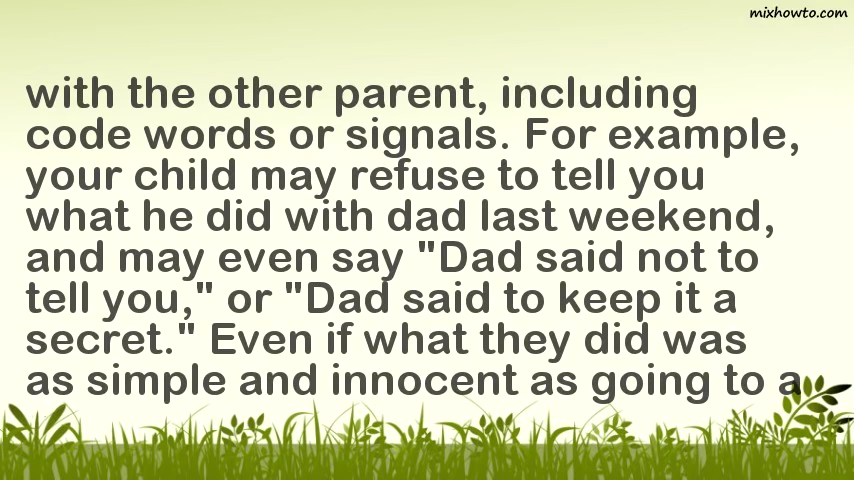 mixhowto.com
with the other parent, including
code words or signals. For example,
your child may refuse to tell you
what he did with dad last weekend,
and may even say "Dad said not to
tell you," or "Dad said to keep it a
secret." Even if what they did was
as simple and innocent as going to a